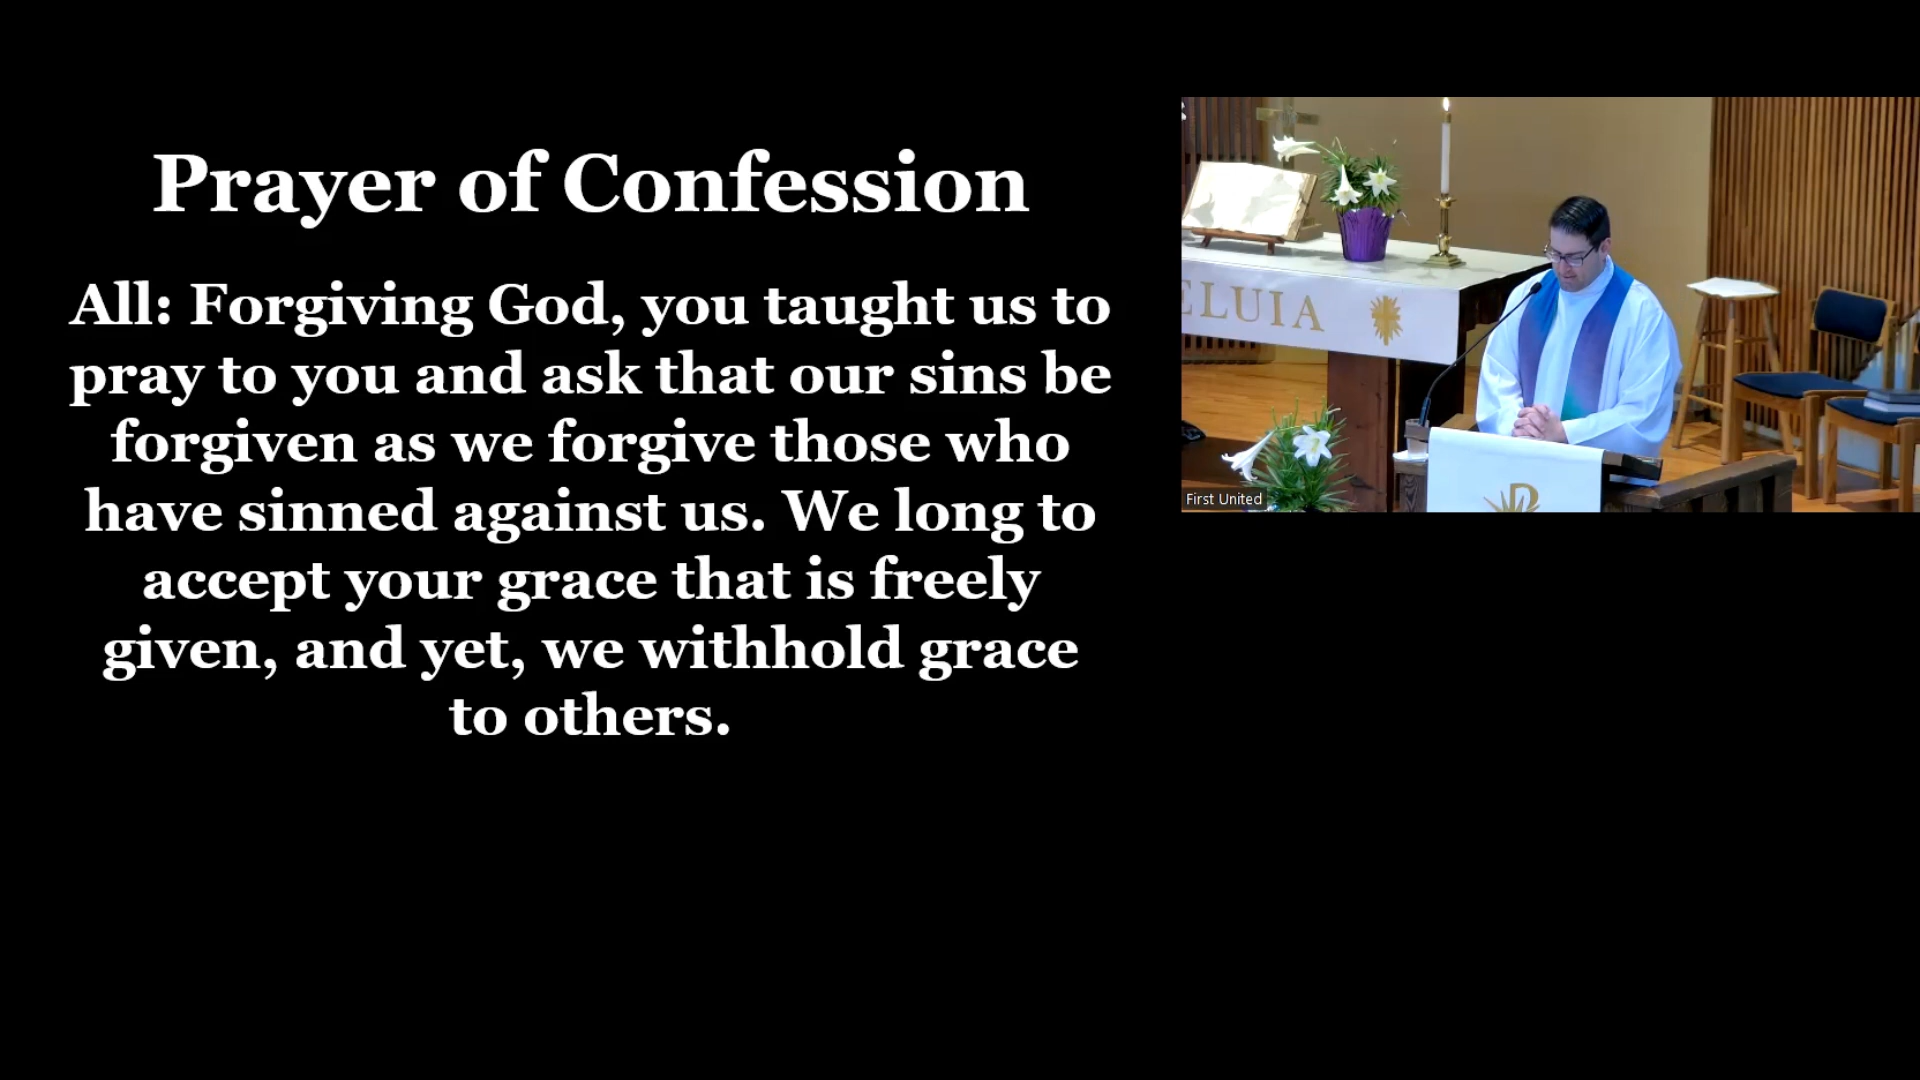 Prayer of Confession
All: Forgiving God, you taught us to
pray to you and ask that our sins be
forgiven as we forgive those who
have sinned against us. We long to
accept your grace that is freely
given, and yet, we withhold grace
to others.
ELUIA
First United